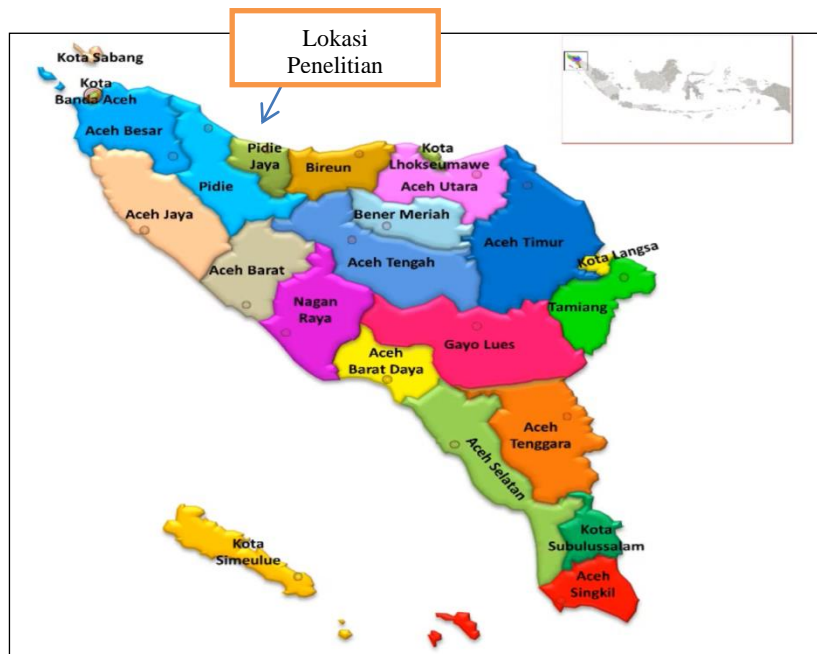 Lokasi
Penelitian
Kota Sabang
Kota
Banda Aceh
Aceh Besar
Pidie
Jaya
Bireun
Kota
Lhokseumawe
Aceh Utara
Pidie
Aceh Jaya
Bener Meriah
Aceh Timur
Kota Langsa
Aceh Barat
Aceh Tengah
Tamiang
Nagan
Raya
Gayo Lues
Aceh
Barat Daya
Aceh
Tenggara
Aceh Selatan
Kota
Subulussalam
Kota
Simeulue
Aceh
Singkil